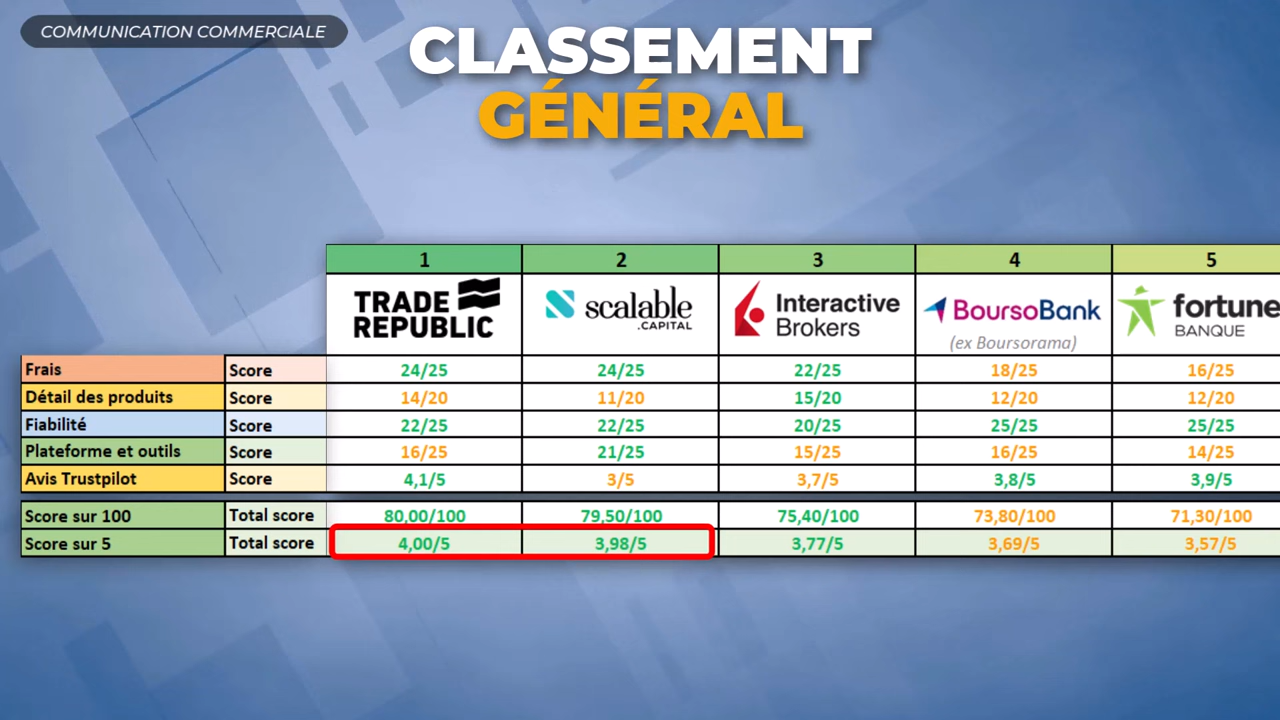 COMMUNICATION COMMERCIALE
CLASSEMENT
GÉNÉRAL
1 2 3 4 5
TRADE REPUBLIC scalable .CAPITAL Interactive Brokers BoursoBank fortune BANQUE
(ex Boursorama)
Frais Score 24/25 24/25 22/25 18/25 16/25
Détail des produits Score 14/20 11/20 15/20 12/20 12/20
Fiabilité Score 22/25 22/25 20/25 25/25 25/25
Plateforme et outils Score 16/25 21/25 15/25 16/25 14/25
Avis Trustpilot Score 4,1/5 3/5 3,7/5 3,8/5 3,9/5
Score sur 100 Total score 80,00/100 79,50/100 75,40/100 73,80/100 71,30/100
Score sur 5 Total score 4,00/5 3,98/5 3,77/5 3,69/5 3,57/5